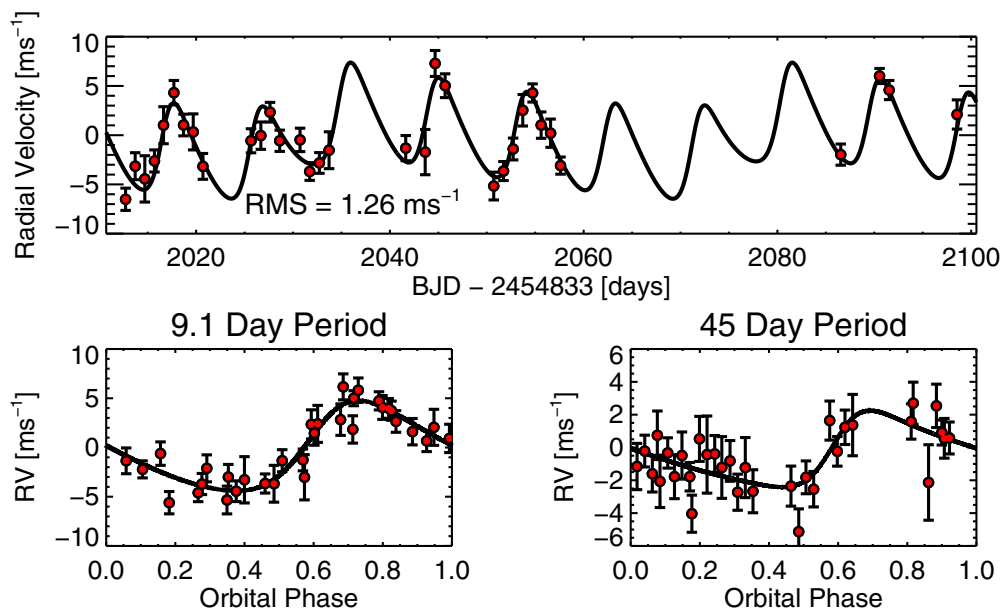 Radial Velocity [ms⁻¹]
10
5
0
−5
−10
RMS = 1.26 ms⁻¹
2020 2040 2060 2080 2100
BJD − 2454833 [days]
9.1 Day Period
RV [ms⁻¹]
10
5
0
−5
−10
0.0 0.2 0.4 0.6 0.8 1.0
Orbital Phase
45 Day Period
RV [ms⁻¹]
6
4
2
0
−2
−4
−6
0.0 0.2 0.4 0.6 0.8 1.0
Orbital Phase